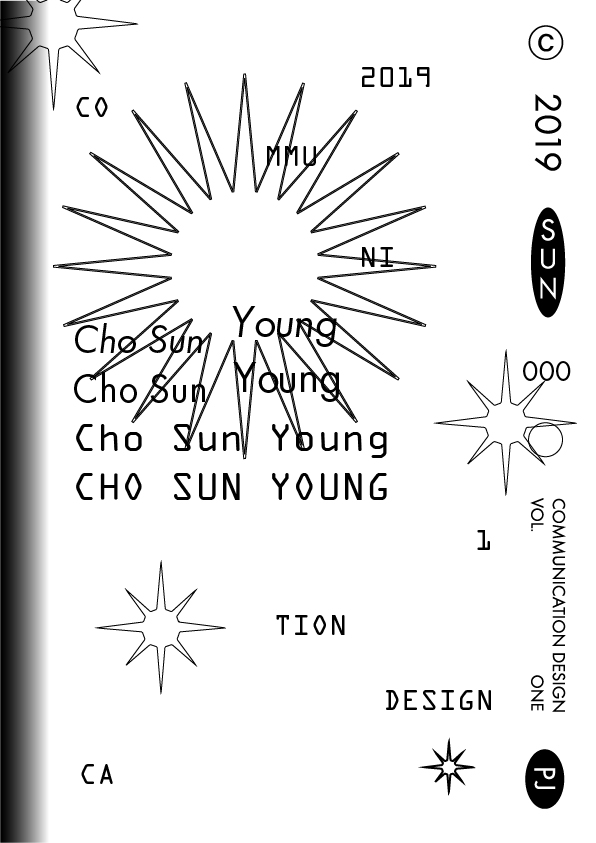 2019
CO
MMU
NI
Cho Sun Young
Cho Sun Young
Cho Sun Young
CHO SUN YOUNG
1
TION
DESIGN
CA
©
2019
SUN
000
COMMUNICATION DESIGN
VOL. ONE
PJ